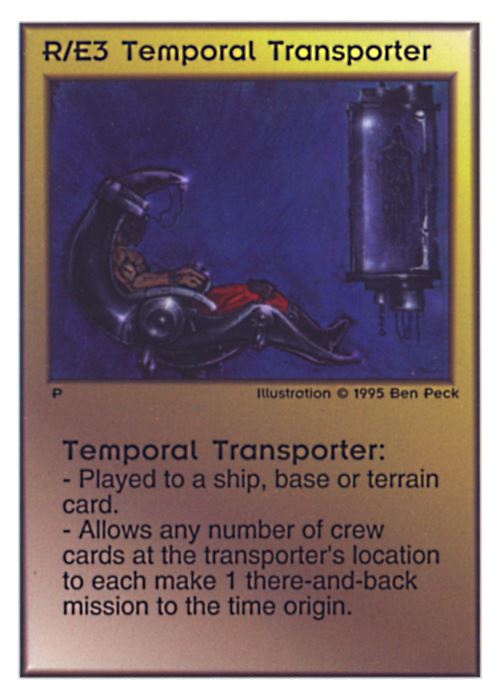 R/E3 Temporal Transporter
P
Illustration © 1995 Ben Peck
Temporal Transporter:
- Played to a ship, base or terrain
card.
- Allows any number of crew
cards at the transporter's location
to each make 1 there-and-back
mission to the time origin.